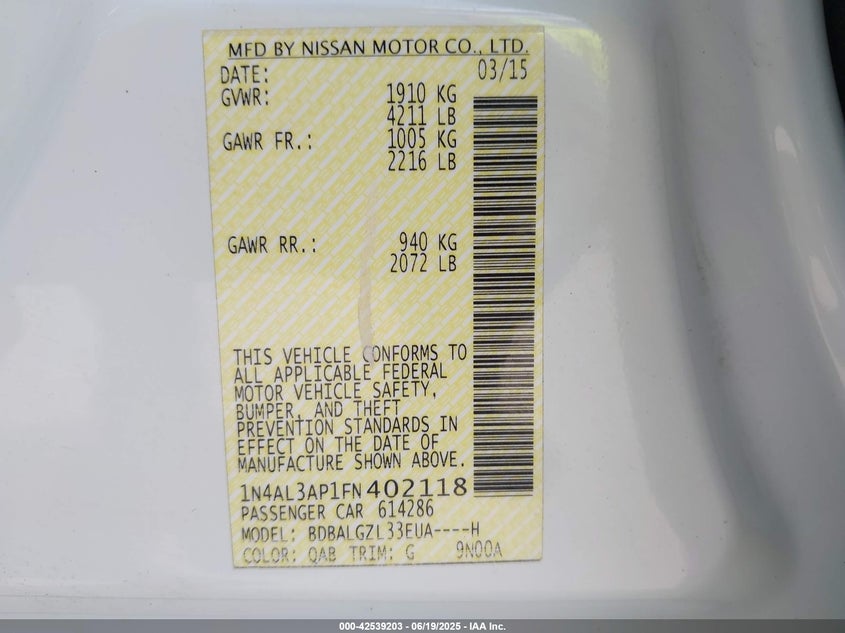 MFD BY NISSAN MOTOR CO., LTD.
DATE: 03/15
GVWR: 1910 KG
4211 LB
GAWR FR.: 1005 KG
2216 LB
GAWR RR.: 940 KG
2072 LB
THIS VEHICLE CONFORMS TO
ALL APPLICABLE FEDERAL
MOTOR VEHICLE SAFETY,
BUMPER, AND THEFT
PREVENTION STANDARDS IN
EFFECT ON THE DATE OF
MANUFACTURE SHOWN ABOVE.
1N4AL3AP1FN402118
PASSENGER CAR 614286
MODEL: BDBALGZL33EUA----H
COLOR: QAB TRIM: G 9N00A
000-42539203 - 06/19/2025 - IAA Inc.